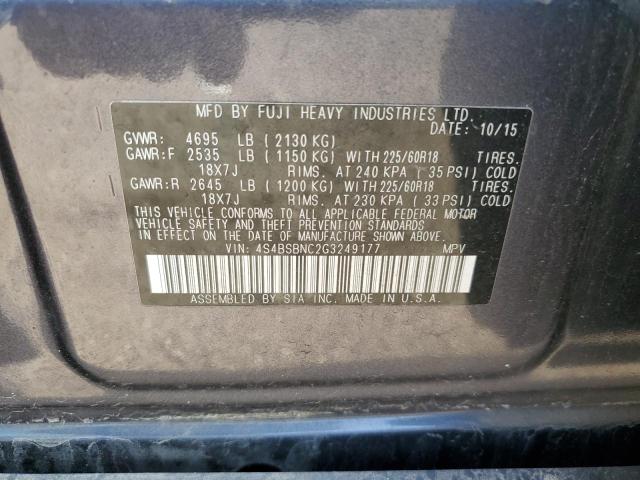 MFD BY FUJI HEAVY INDUSTRIES LTD.
DATE: 10/15
GVWR: 4695 LB ( 2130 KG)
GAWR:F 2535 LB ( 1150 KG) WITH 225/60R18 TIRES.
18X7J RIMS. AT 240 KPA ( 35 PSI) COLD
GAWR:R 2645 LB ( 1200 KG) WITH 225/60R18 TIRES.
18X7J RIMS. AT 230 KPA ( 33 PSI) COLD
THIS VEHICLE CONFORMS TO ALL APPLICABLE FEDERAL MOTOR
VEHICLE SAFETY, BUMPER, AND THEFT PREVENTION STANDARDS
IN EFFECT ON THE DATE OF MANUFACTURE SHOWN ABOVE.
VIN: 4S4BSBNC2G3249177 MPV
ASSEMBLED BY SIA INC. MADE IN U.S.A.